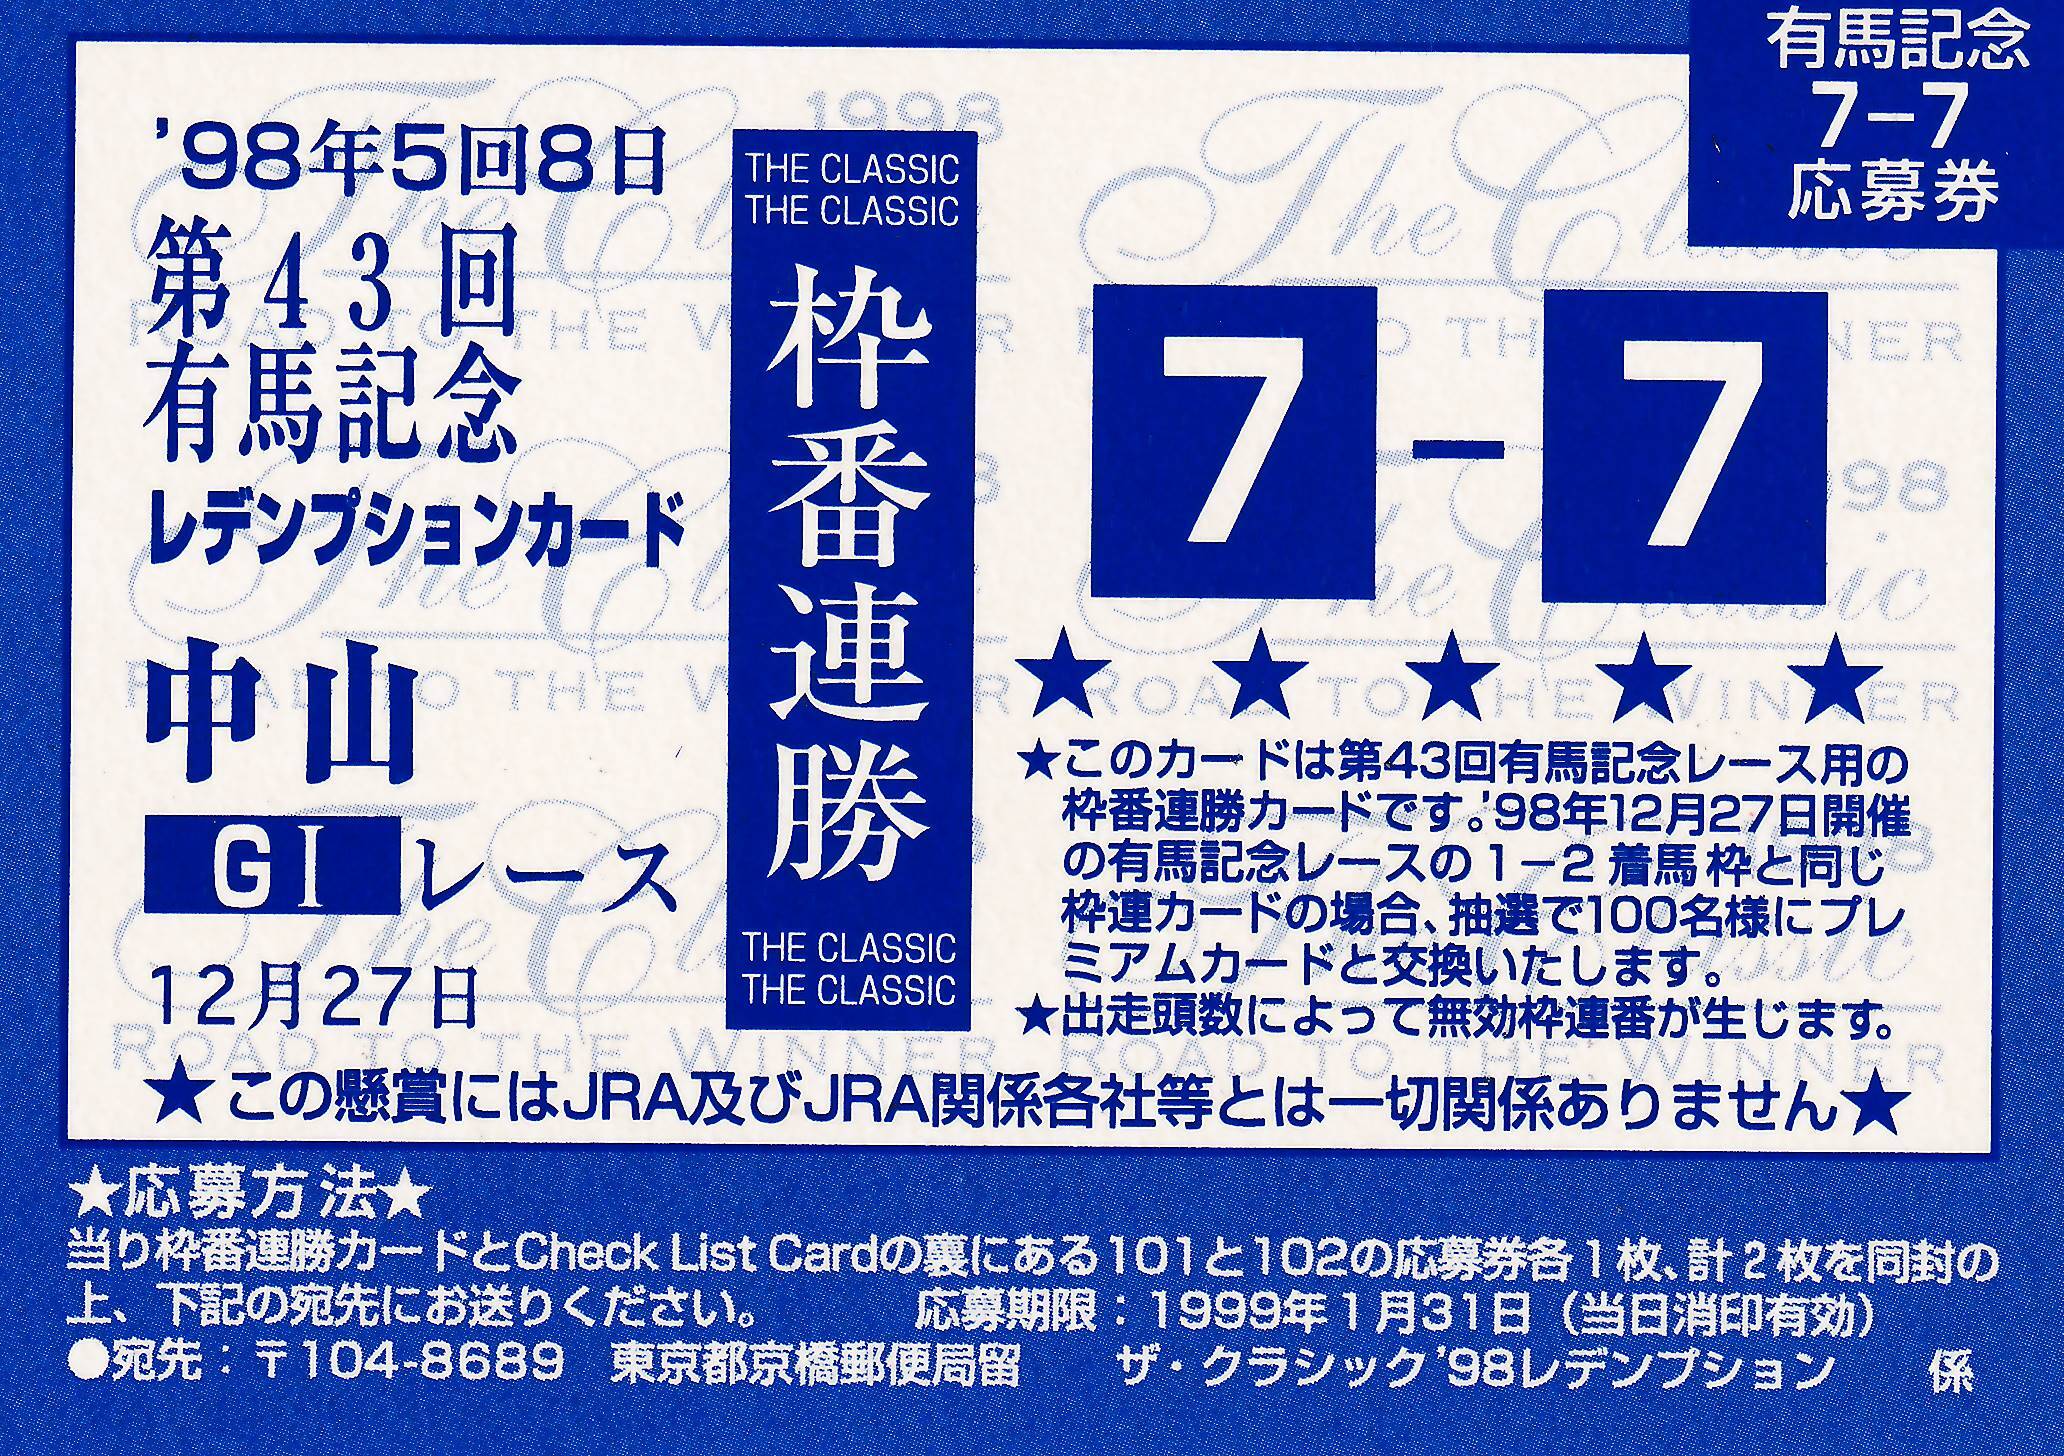 有馬記念
7-7
応募券
'98年5回8日
第43回
有馬記念
レデンプションカード
中山
GIレース
12月27日
THE CLASSIC
THE CLASSIC
枠番連勝
THE CLASSIC
THE CLASSIC
7-7
★★★★★
★このカードは第43回有馬記念レース用の
枠番連勝カードです。'98年12月27日開催
の有馬記念レースの1-2着馬枠と同じ
枠連カードの場合、抽選で100名様にプレ
ミアムカードと交換いたします。
★出走頭数によって無効枠連番が生じます。
★この懸賞にはJRA及びJRA関係各社等とは一切関係ありません★
★応募方法★
当り枠番連勝カードとCheck List Cardの裏にある101と102の応募券各1枚、計2枚を同封の
上、下記の宛先にお送りください。 応募期限:1999年1月31日(当日消印有効)
●宛先:〒104-8689 東京都京橋郵便局留 ザ・クラシック'98レデンプション 係
1998
The Classic
ROAD TO THE WINNER